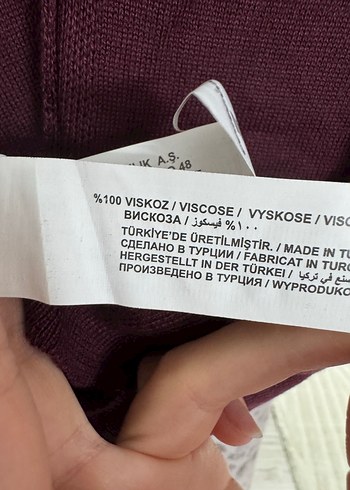 A.Ş.
48
%100 VISKOZ / VISCOSE / VYSKOSE / VISC
ВИСКОЗА / فيسكوز %١٠٠
TÜRKİYE'DE ÜRETİLMİŞTİR. / MADE IN TU
СДЕЛАНО В ТУРЦИИ / FABRICAT IN TURC
HERGESTELLT IN DER TÜRKEI / صنع في تركيا
ПРОИЗВЕДЕНО В ТУРЦИЯ / WYPRODUKO